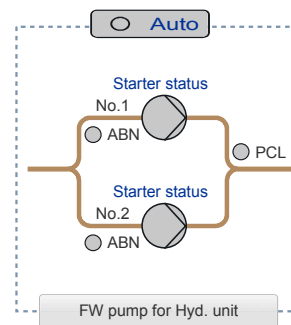 Auto
Starter status
No.1
ABN
PCL
Starter status
No.2
ABN
FW pump for Hyd. unit